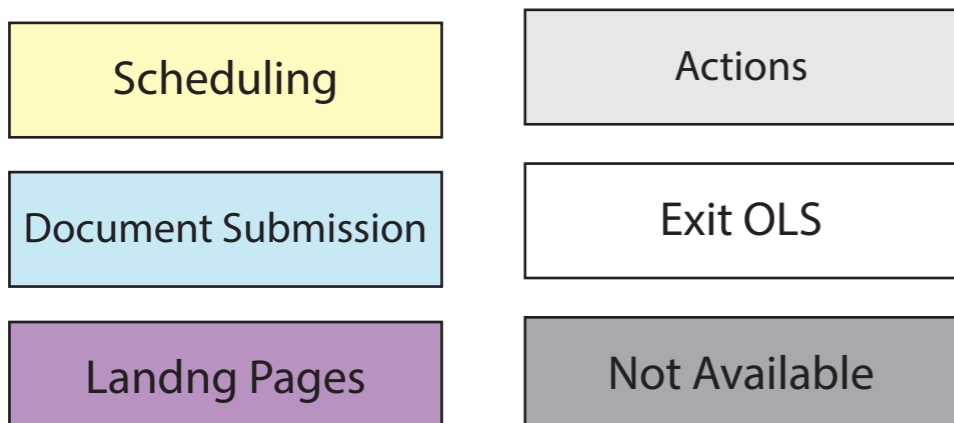 Scheduling
Actions
Document Submission
Exit OLS
Landng Pages
Not Available